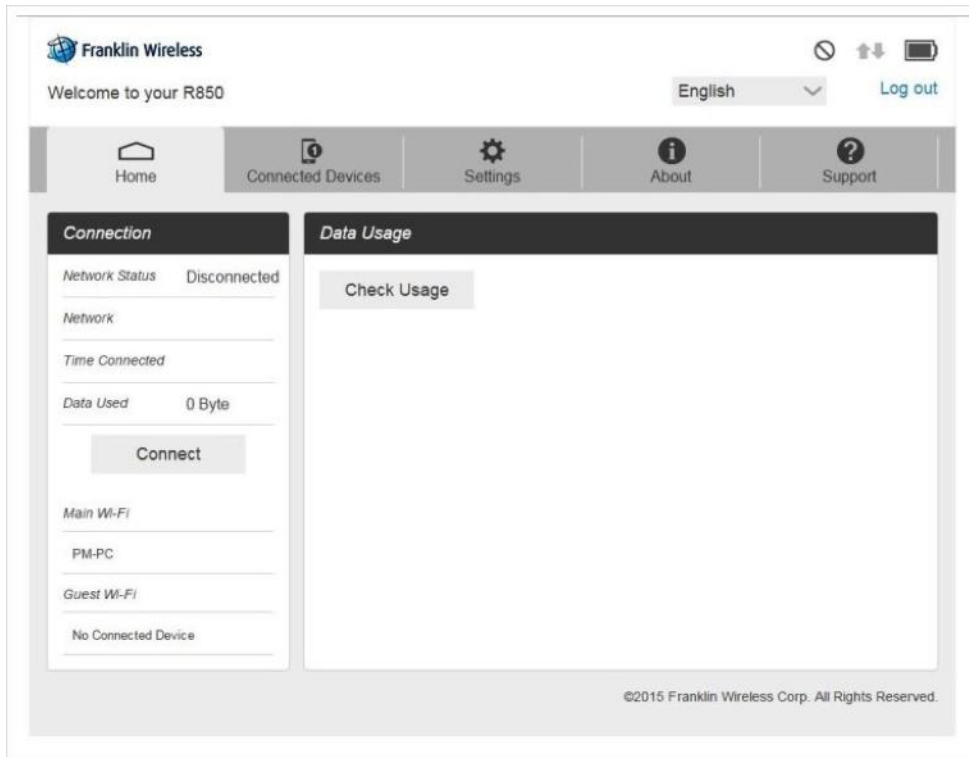 Franklin Wireless
Welcome to your R850
English
Log out
Home
1
Connected Devices
Settings
About
Support
Connection
Network Status Disconnected
Network
Time Connected
Data Used 0 Byte
Connect
Main Wi-Fi
PM-PC
Guest Wi-Fi
No Connected Device
Data Usage
Check Usage
©2015 Franklin Wireless Corp. All Rights Reserved.